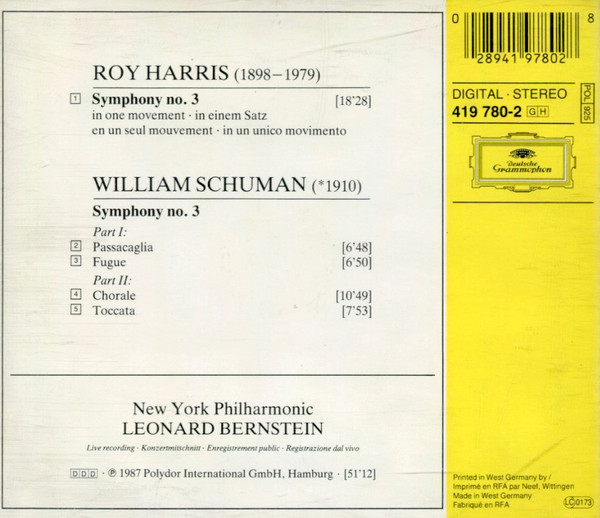 ROY HARRIS (1898–1979)
1 Symphony no. 3 [18'28]
in one movement · in einem Satz
en un seul mouvement · in un unico movimento
WILLIAM SCHUMAN (*1910)
Symphony no. 3
Part I:
2 Passacaglia [6'48]
3 Fugue [6'50]
Part II:
4 Chorale [10'49]
5 Toccata [7'53]
New York Philharmonic
LEONARD BERNSTEIN
Live recording · Konzertmitschnitt · Enregistrement public · Registrazione dal vivo
DDD · ℗ 1987 Polydor International GmbH, Hamburg · [51'12]
0 28941 97802 8
DIGITAL · STEREO
419 780-2 GH
POL 925
Deutsche
Grammophon
Printed in West Germany by/
Imprimé en RFA par Neef, Wittingen
Made in West Germany
Fabriqué en RFA
LC 0173